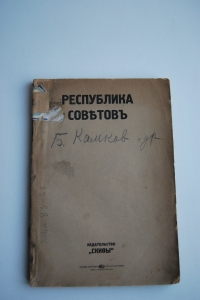 РЕСПУБЛИКА
СОВѢТОВЪ
Б. Камков
ИЗДАТЕЛЬСТВО
„СКИФЫ“